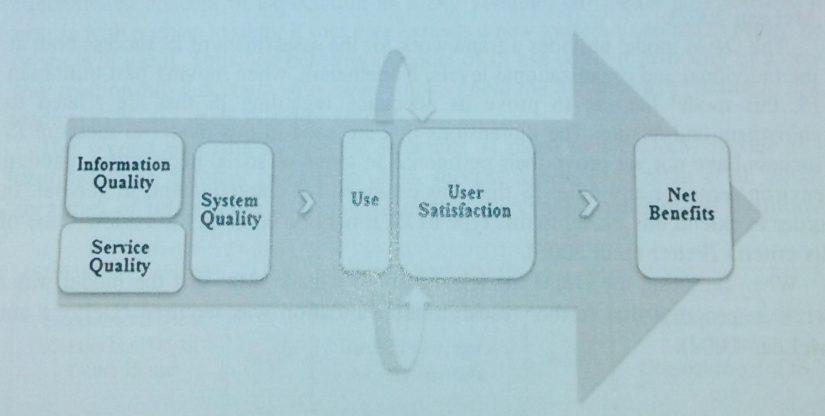 Information
Quality
Service
Quality
System
Quality
Use
User
Satisfaction
Net
Benefits